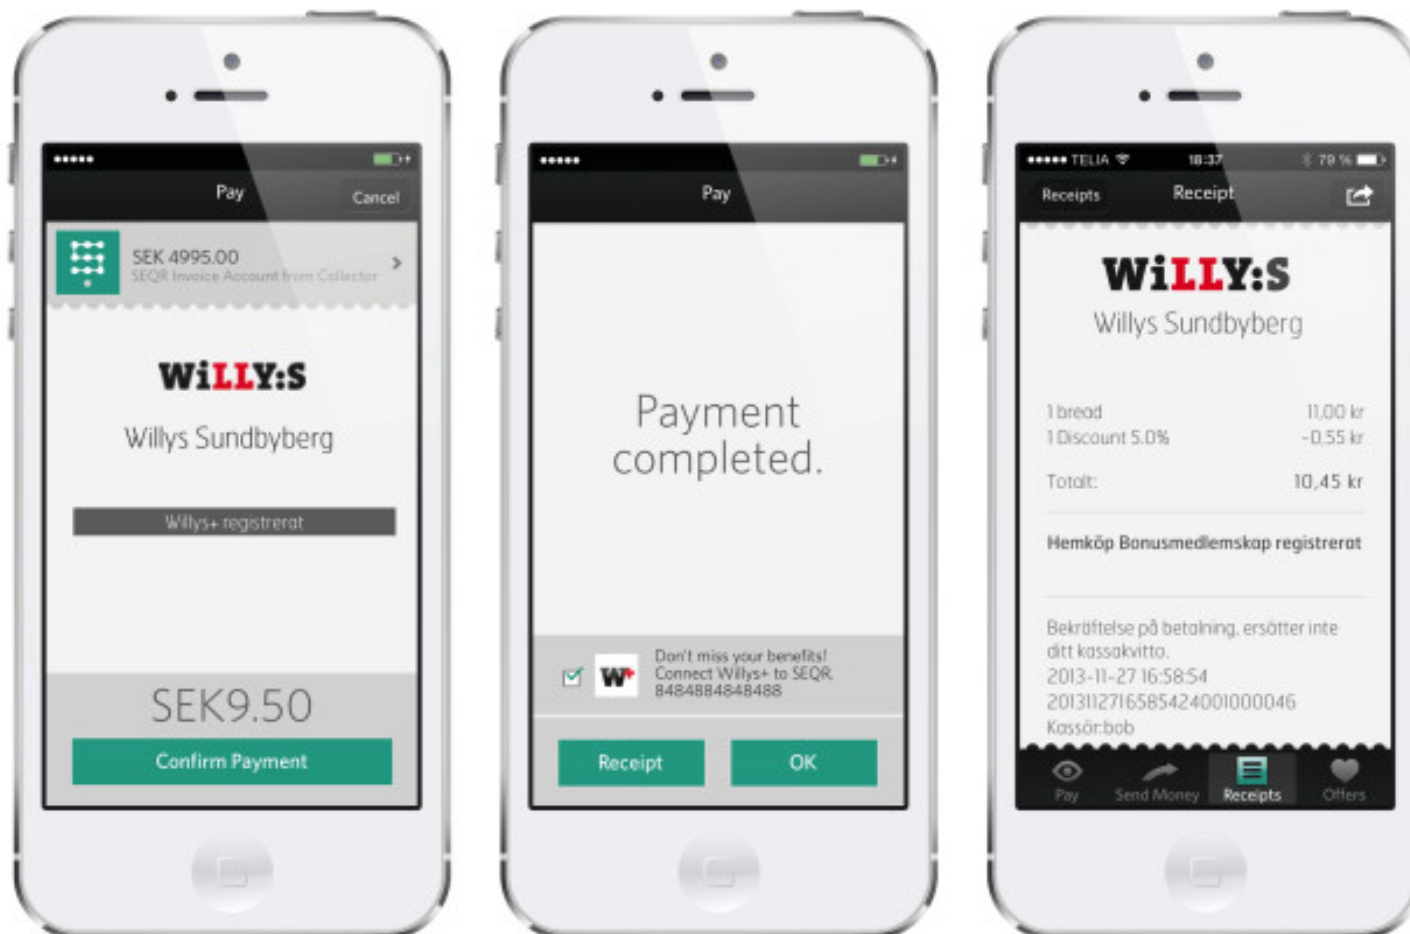 Pay
Cancel
SEK 4995.00
SEQR Invoice Account from Collector
WiLLY:S
Willys Sundbyberg
Willys+ registrerat
SEK9.50
Confirm Payment
Pay
Payment
completed.
W+
Don't miss your benefits!
Connect Willys+ to SEQR.
8484884848488
Receipt
OK
TELIA 18:37 79 %
Receipts
Receipt
WiLLY:S
Willys Sundbyberg
1 bread 11,00 kr
1 Discount 5.0% -0,55 kr
Totalt: 10,45 kr
Hemköp Bonusmedlemskap registrerat
Bekräftelse på betalning, ersätter inte
ditt kassakvitto.
2013-11-27 16:58:54
2013112716585424001000046
Kassör:bob
Pay
Send Money
Receipts
Offers